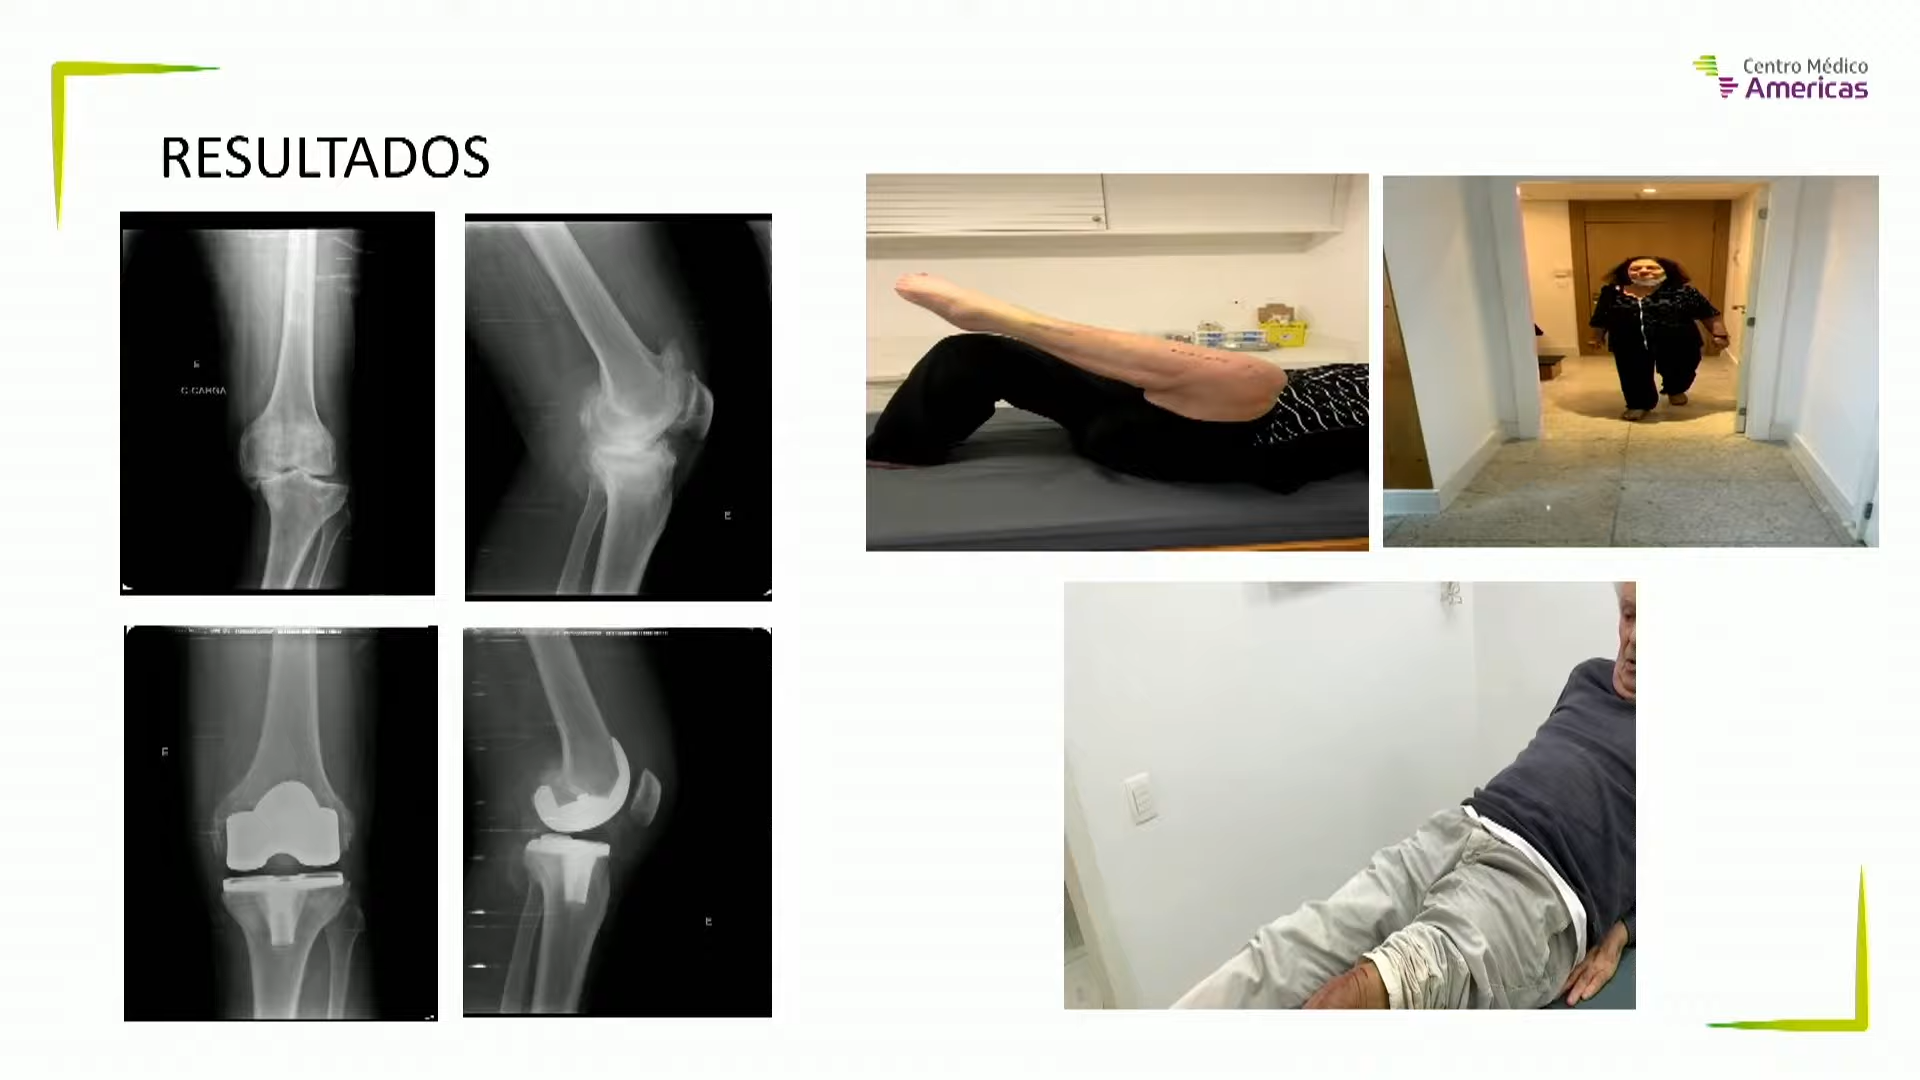 Centro Médico
Americas
RESULTADOS
E
C.CARGA
E
E
E